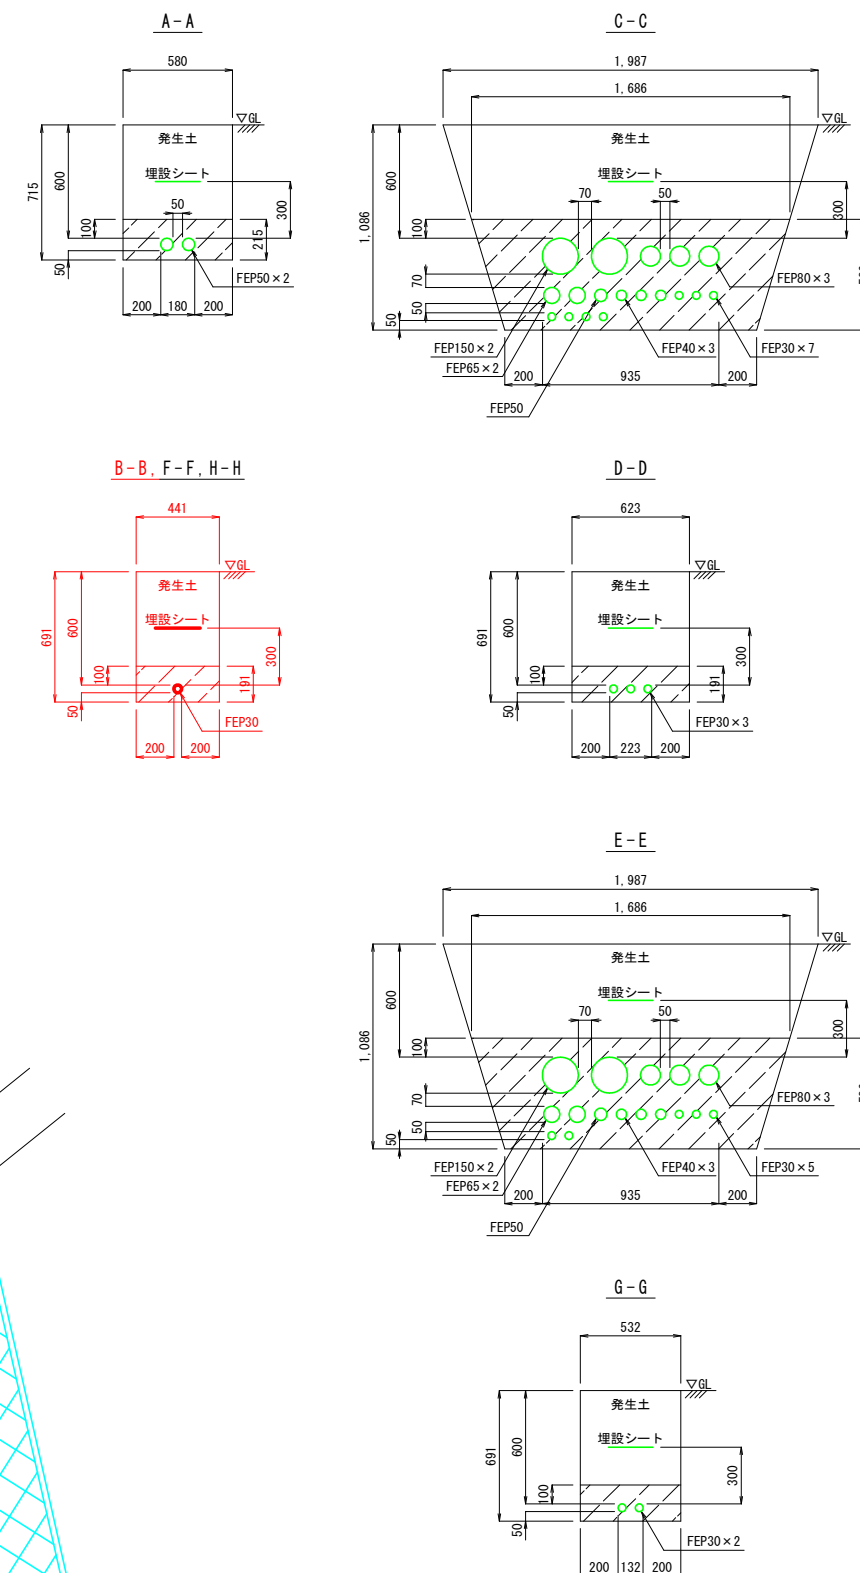 A-A
580
▽GL
発生土
埋設シート
715
600
100
50
50
300
215
FEP50×2
200
180
200
C-C
1,987
1,686
▽GL
発生土
埋設シート
1,086
600
100
70
50
300
70
50
50
FEP80×3
FEP150×2
FEP65×2
FEP50
FEP40×3
FEP30×7
200
935
200
B-B, F-F, H-H
441
▽GL
発生土
埋設シート
691
600
100
50
300
191
FEP30
200
200
D-D
623
▽GL
発生土
埋設シート
691
600
100
50
300
191
FEP30×3
200
223
200
E-E
1,987
1,686
▽GL
発生土
埋設シート
1,086
600
100
70
50
300
70
50
50
FEP80×3
FEP150×2
FEP65×2
FEP50
FEP40×3
FEP30×5
200
935
200
G-G
532
▽GL
発生土
埋設シート
691
600
100
50
300
FEP30×2
200
132
200